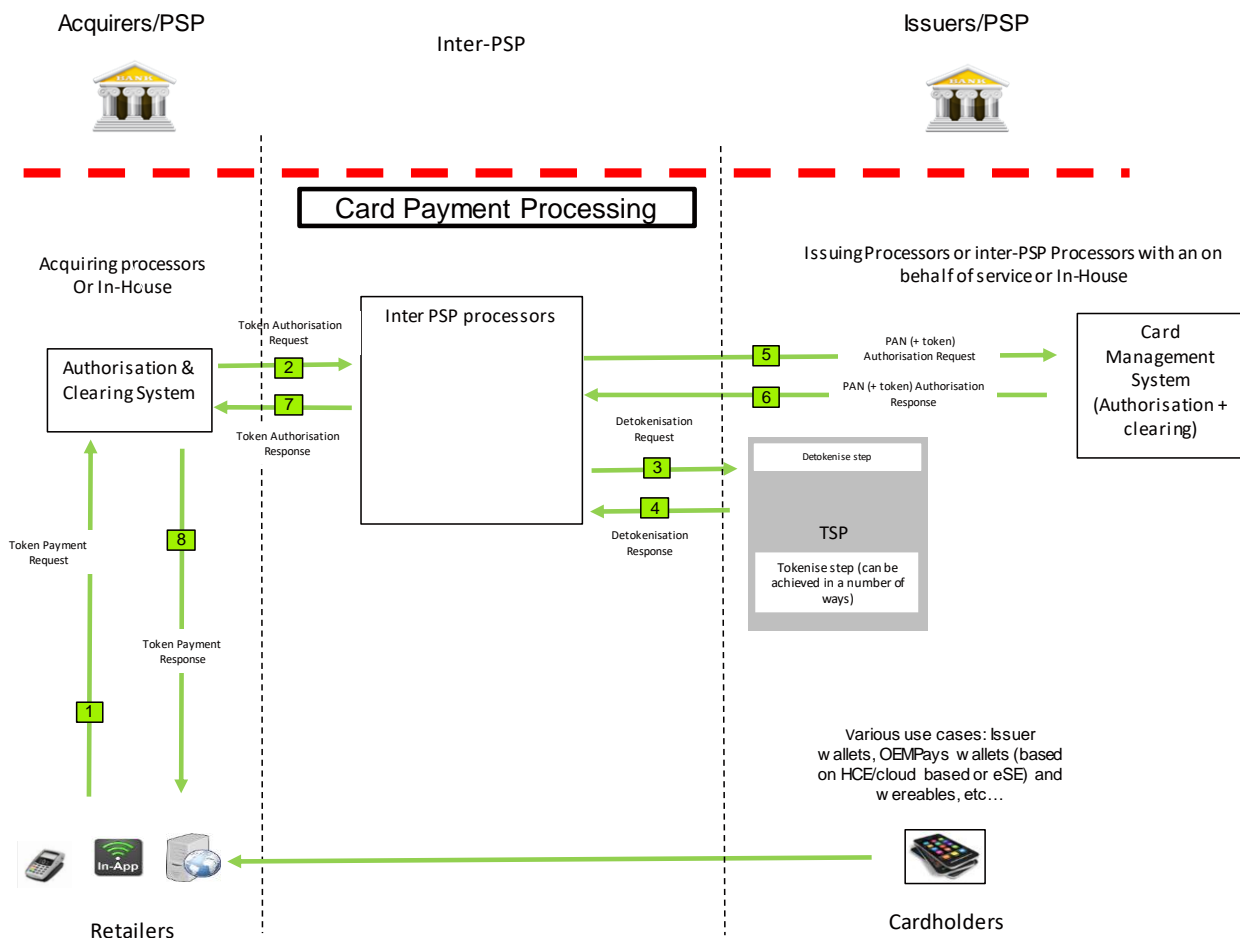 Acquirers/PSP
Inter-PSP
Issuers/PSP
BANK
BANK
Card Payment Processing
Acquiring processors
Or In-House
Issuing Processors or inter-PSP Processors with an on
behalf of service or In-House
Authorisation &
Clearing System
Token Authorisation
Request
2
7
Token Authorisation
Response
Inter PSP processors
5
PAN (+ token)
Authorisation Request
6
PAN (+ token) Authorisation
Response
Card
Management
System
(Authorisation +
clearing)
Detokenisation
Request
3
4
Detokenisation
Response
Detokenise step
TSP
Tokenise step (can be
achieved in a number of
ways)
Token Payment
Request
8
Token Payment
Response
1
Various use cases: Issuer
wallets, OEMPays wallets (based
on HCE/cloud based or eSE) and
wereables, etc…
In-App
Retailers
Cardholders